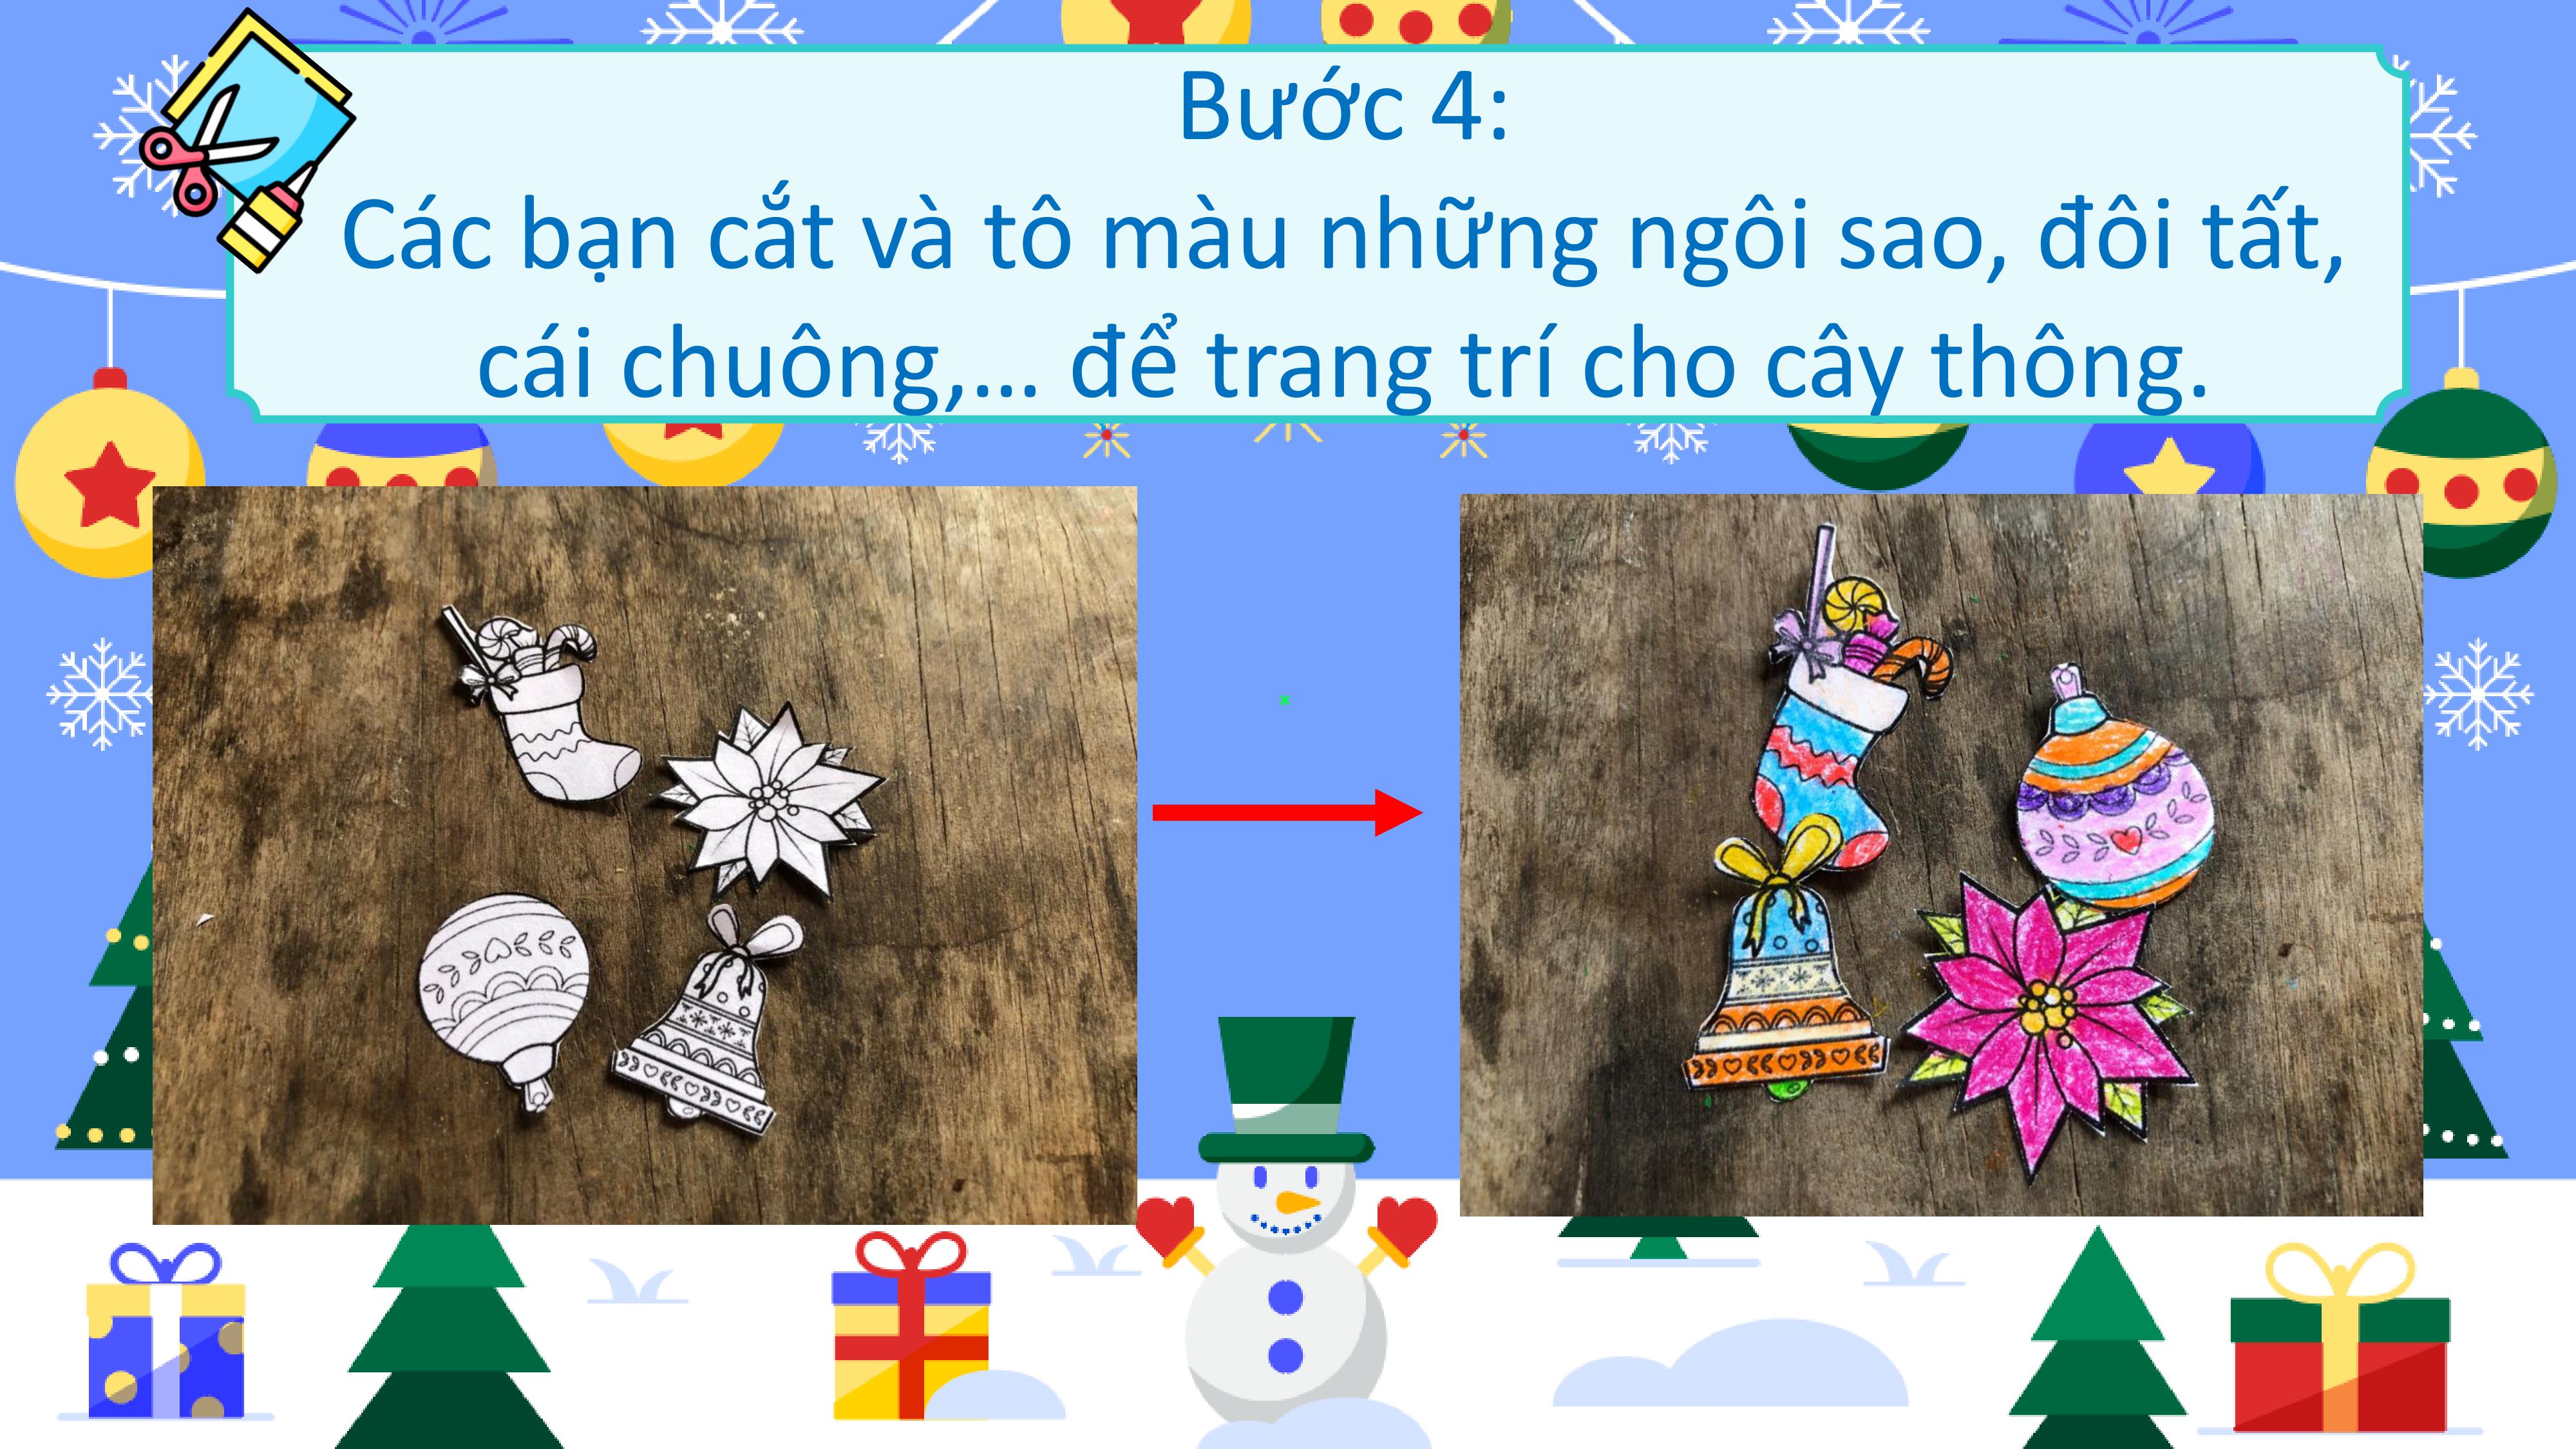 Bước 4:
Các bạn cắt và tô màu những ngôi sao, đôi tất,
cái chuông,... để trang trí cho cây thông.